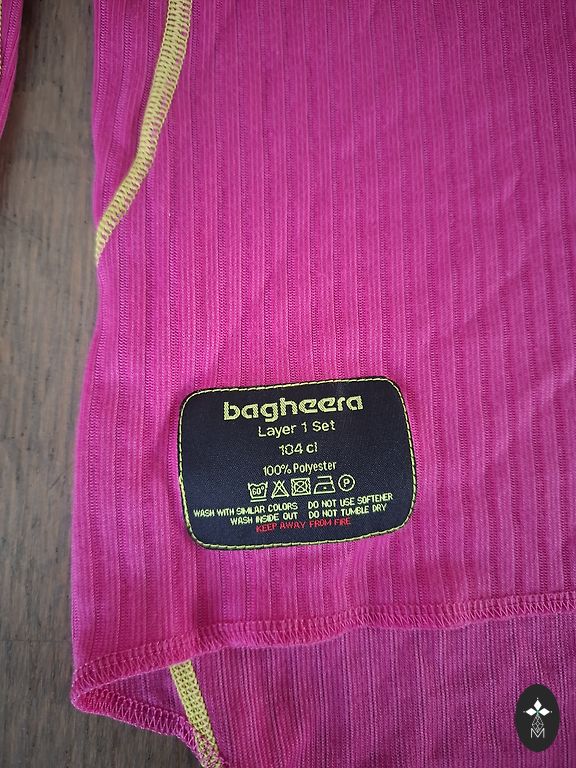 bagheera
Layer 1 Set
104 cl
100% Polyester
60° P
WASH WITH SIMILAR COLORS DO NOT USE SOFTENER
WASH INSIDE OUT DO NOT TUMBLE DRY
KEEP AWAY FROM FIRE
M